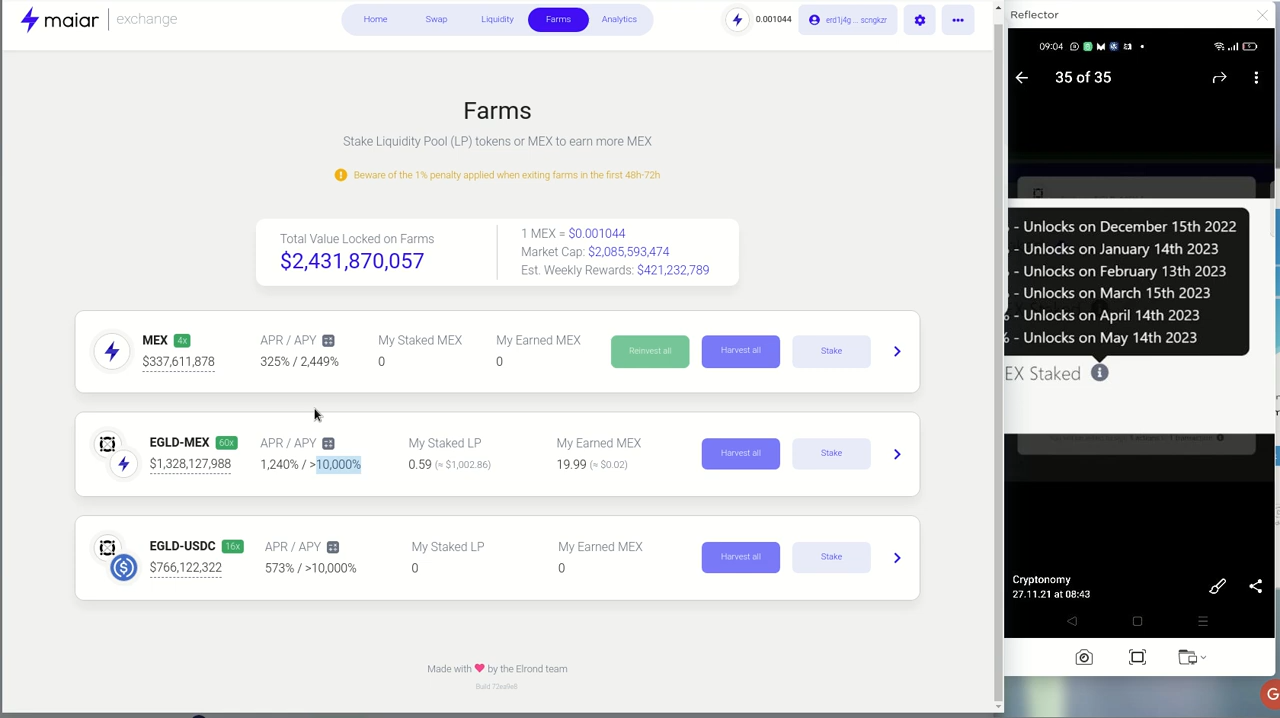 maiar | exchange
Home
Swap
Liquidity
Farms
Analytics
0.001044
erd1j4g ... scngkzr
Farms
Stake Liquidity Pool (LP) tokens or MEX to earn more MEX
Beware of the 1% penalty applied when exiting farms in the first 48h-72h
Total Value Locked on Farms
$2,431,870,057
1 MEX = $0.001044
Market Cap: $2,085,593,474
Est. Weekly Rewards: $421,232,789
MEX 4x
$337,611,878
APR / APY
325% / 2,449%
My Staked MEX
0
My Earned MEX
0
Reinvest all
Harvest all
Stake
EGLD-MEX 60x
$1,328,127,988
APR / APY
1,240% / >10,000%
My Staked LP
0.59 (≈ $1,002.86)
My Earned MEX
19.99 (≈ $0.02)
Harvest all
Stake
EGLD-USDC 16x
$766,122,322
APR / APY
573% / >10,000%
My Staked LP
0
My Earned MEX
0
Harvest all
Stake
Made with ❤ by the Elrond team
Reflector
09:04
35 of 35
- Unlocks on December 15th 2022
- Unlocks on January 14th 2023
- Unlocks on February 13th 2023
- Unlocks on March 15th 2023
- Unlocks on April 14th 2023
- Unlocks on May 14th 2023
EX Staked
Cryptonomy
27.11.21 at 08:43